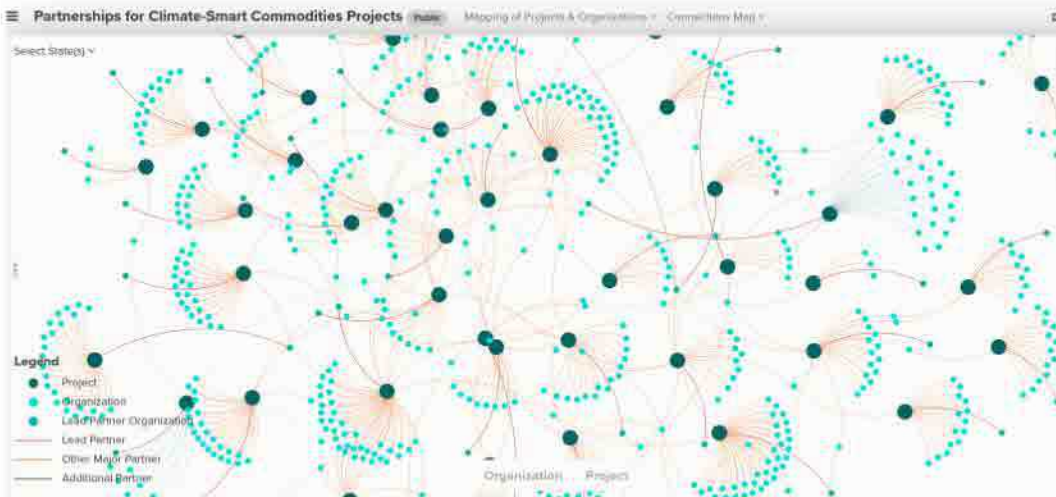 Partnerships for Climate-Smart Commodities Projects Public Mapping of Projects & Organizations Connections Map
Select State(s)
Legend
Project
Organization
Lead Partner Organization
Lead Partner
Other Major Partner
Additional Partner
Organization Project